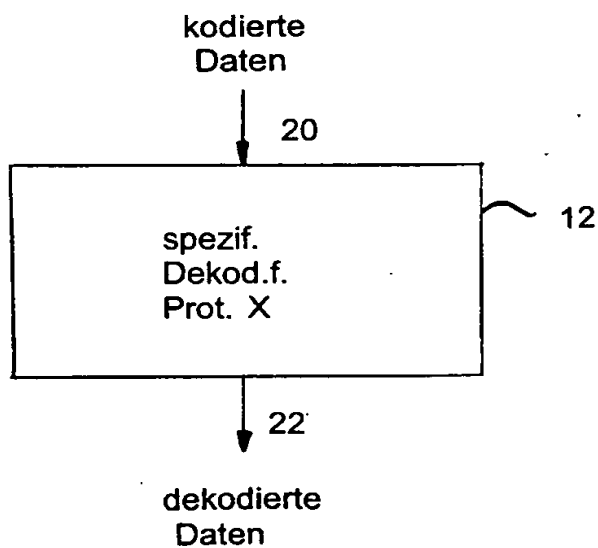 kodierte
Daten
20
12
spezif.
Dekod.f.
Prot. X
22
dekodierte
Daten